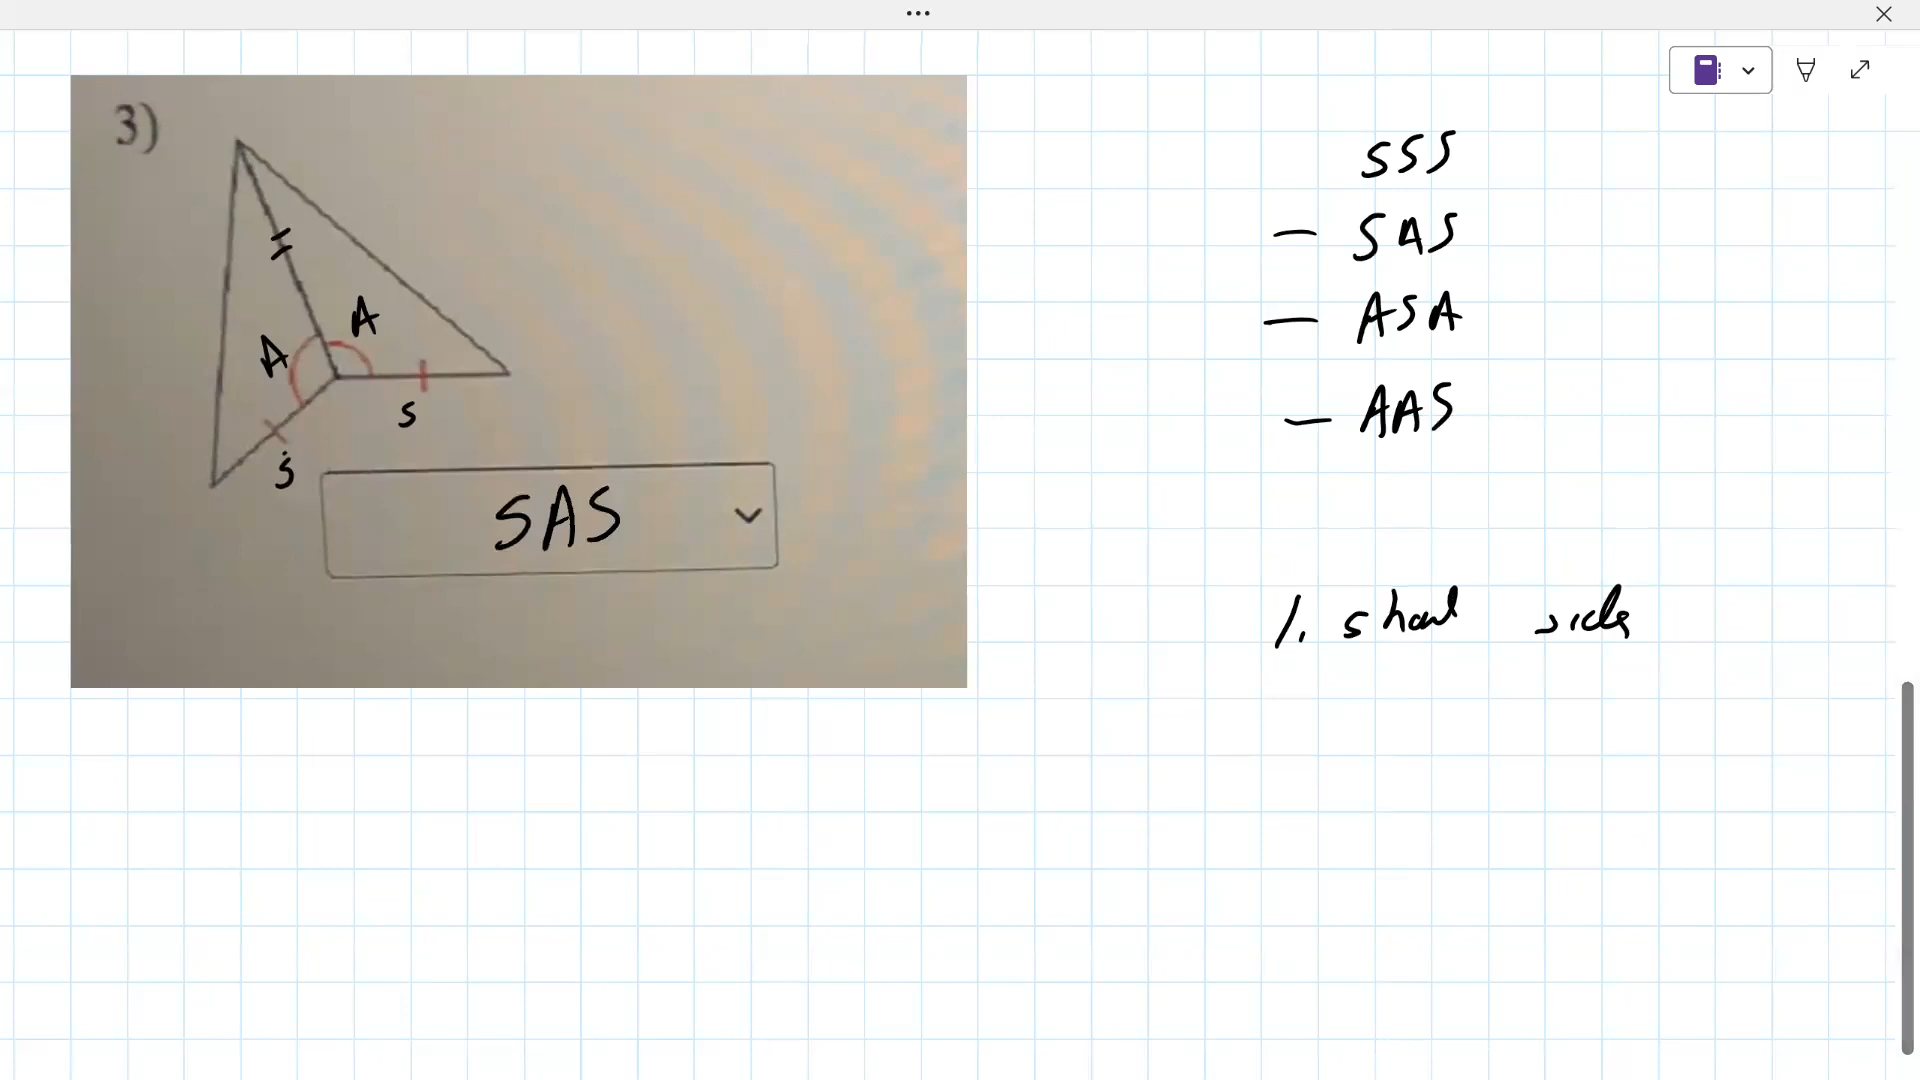 3)
A
A
S
S
SAS
SSS
– SAS
– ASA
– AAS
1. shared side